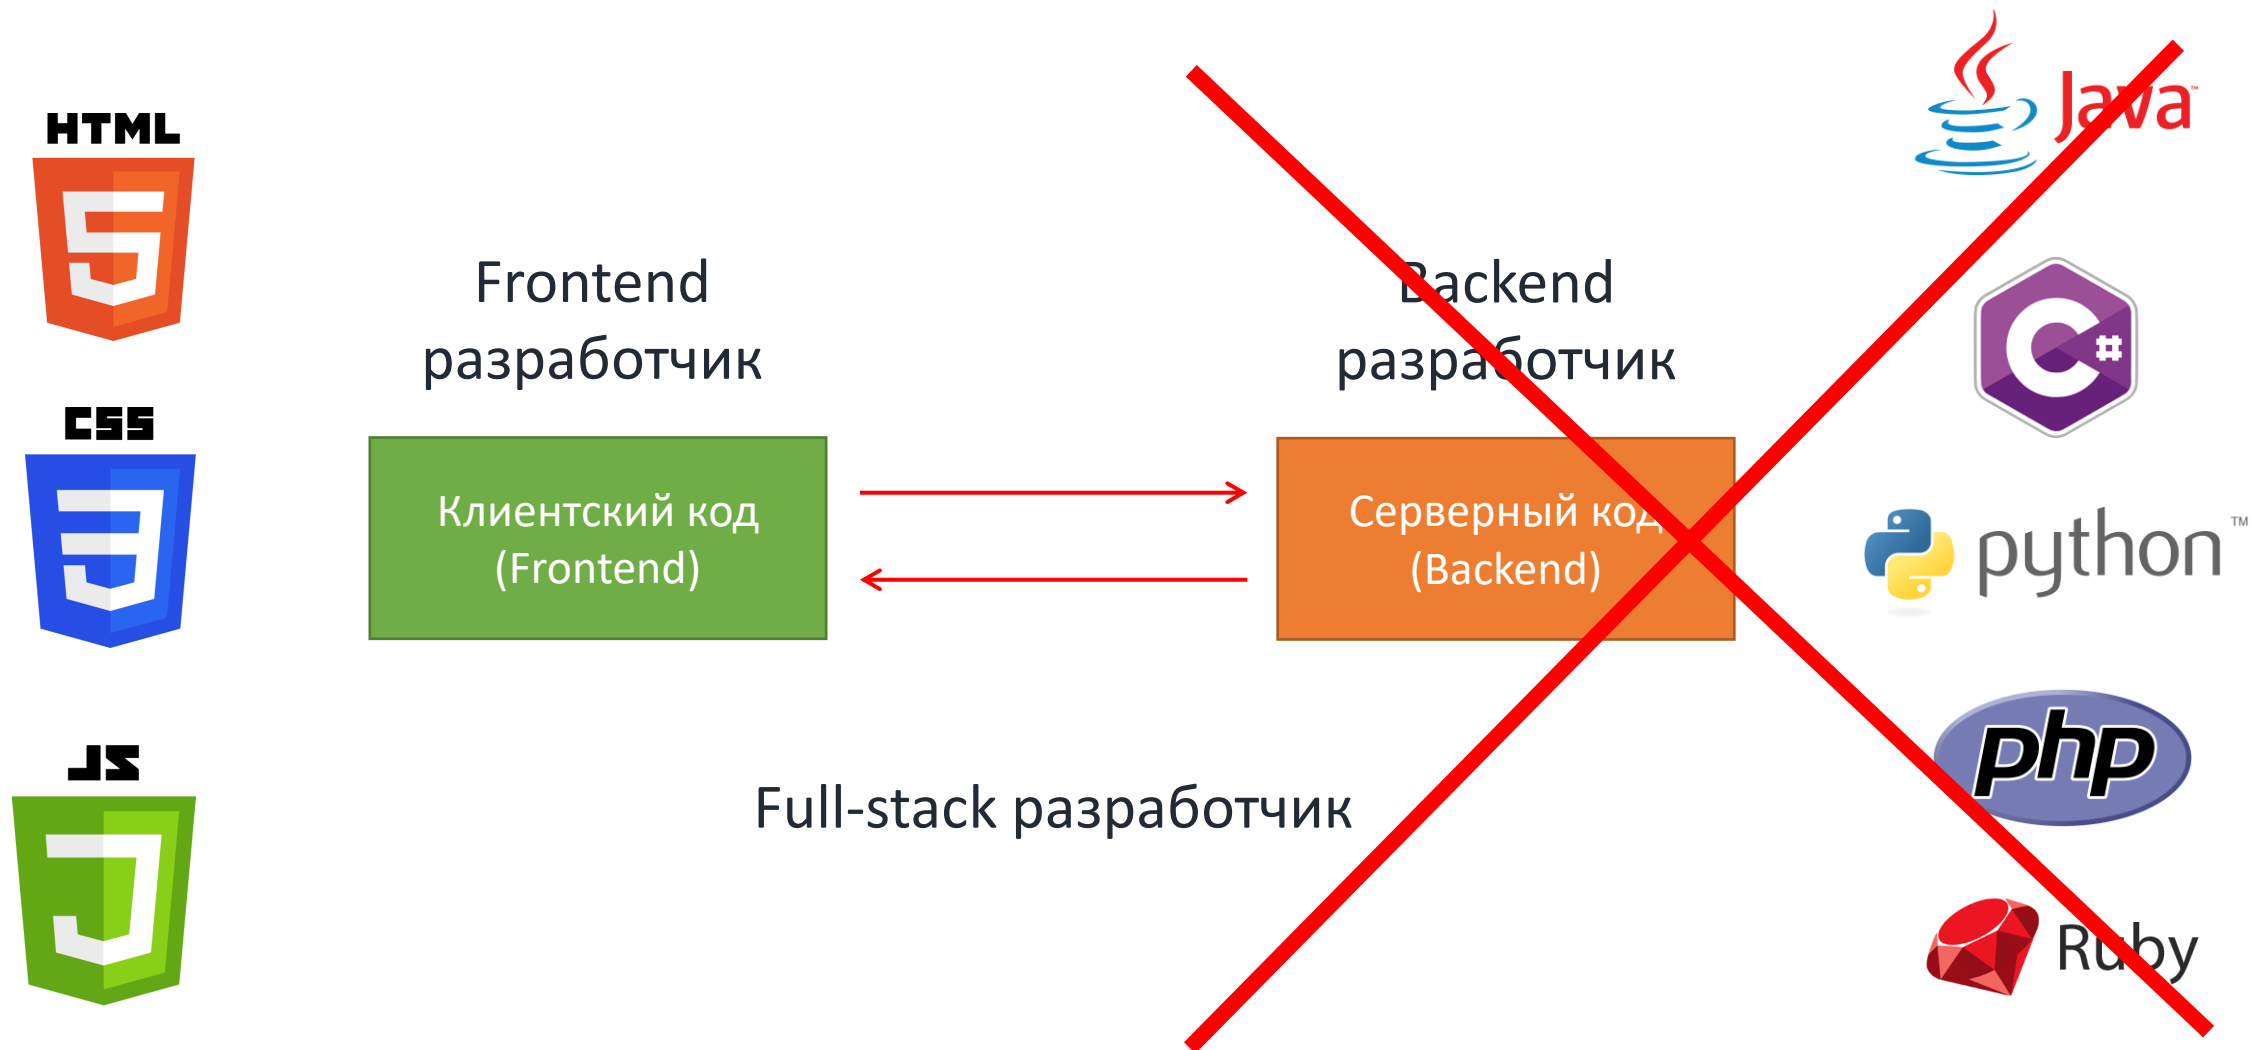 HTML
CSS
JS
Frontend
разработчик
Клиентский код
(Frontend)
Backend
разработчик
Серверный код
(Backend)
Full-stack разработчик
Java™
C#
python™
php
Ruby